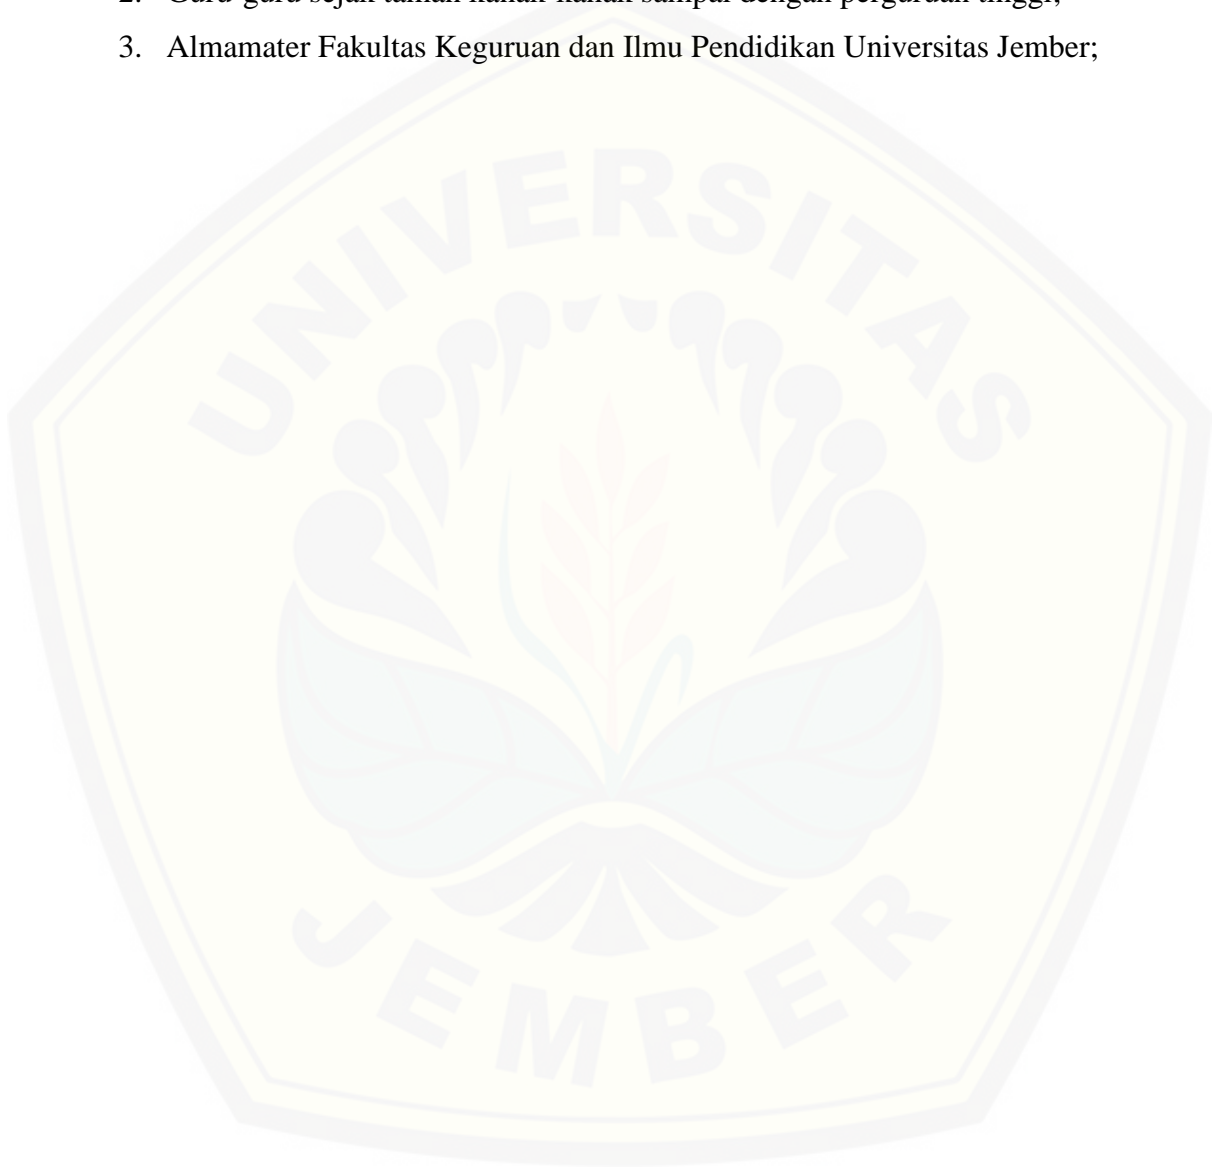 2. Guru-guru sejak taman kanak-kanak sampai dengan perguruan tinggi;
3. Almamater Fakultas Keguruan dan Ilmu Pendidikan Universitas Jember;
UNIVERSITAS
JEMBER